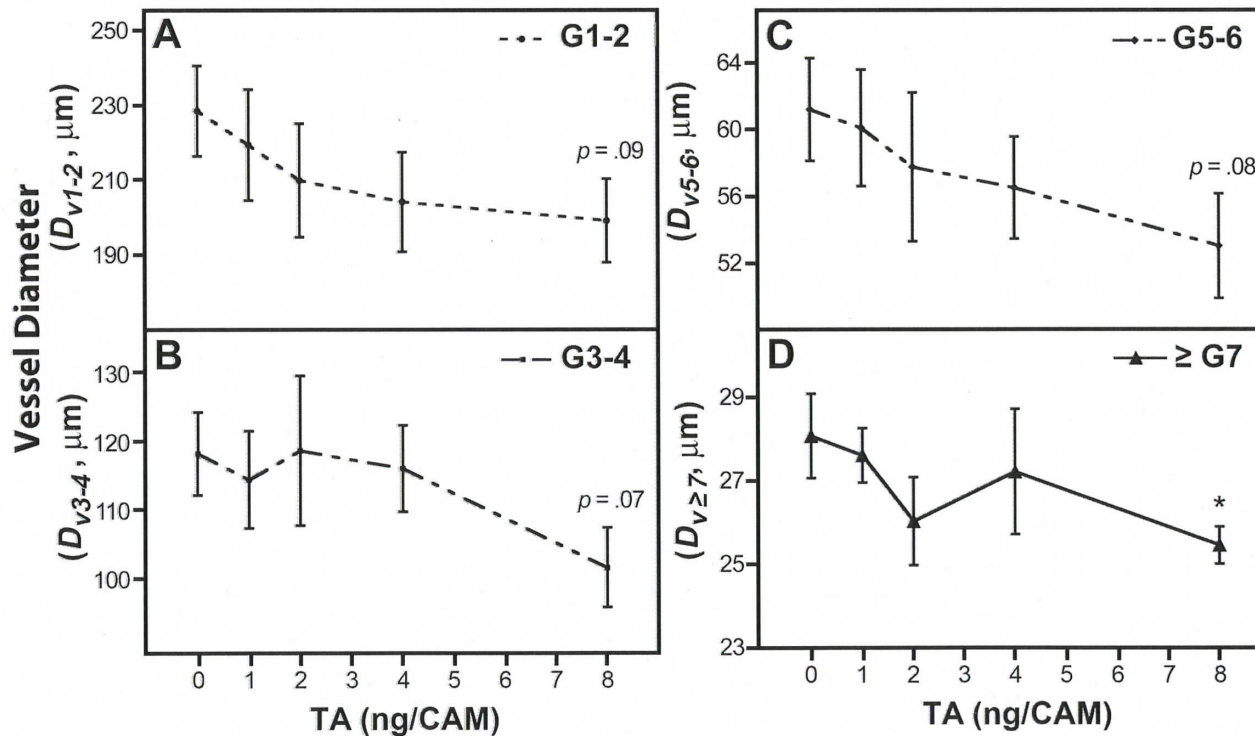 Vessel Diameter
A
G1-2
(Dv1-2, μm)
250
230
210
190
p = .09
B
G3-4
(Dv3-4, μm)
130
120
110
100
p = .07
0 1 2 3 4 5 6 7 8
TA (ng/CAM)
C
G5-6
(Dv5-6, μm)
64
60
56
52
p = .08
D
≥ G7
(Dv≥7, μm)
29
27
25
23
*
0 1 2 3 4 5 6 7 8
TA (ng/CAM)